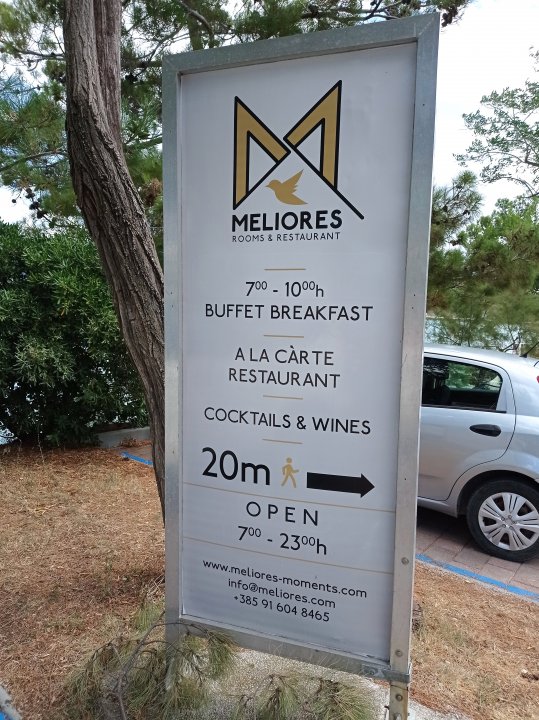 MELIORES
ROOMS & RESTAURANT
7⁰⁰ - 10⁰⁰h
BUFFET BREAKFAST
A LA CÀRTE
RESTAURANT
COCKTAILS & WINES
20m
OPEN
7⁰⁰ - 23⁰⁰h
www.meliores-moments.com
info@meliores.com
+385 91 604 8465